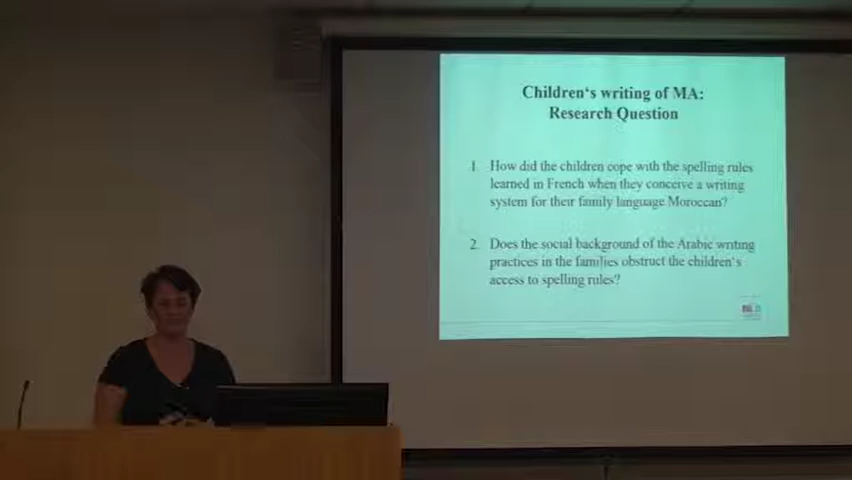 Children's writing of MA:
Research Question
1. How did the children cope with the spelling rules
learned in French when they conceive a writing
system for their family language Moroccan?
2. Does the social background of the Arabic writing
practices in the families obstruct the children's
access to spelling rules?